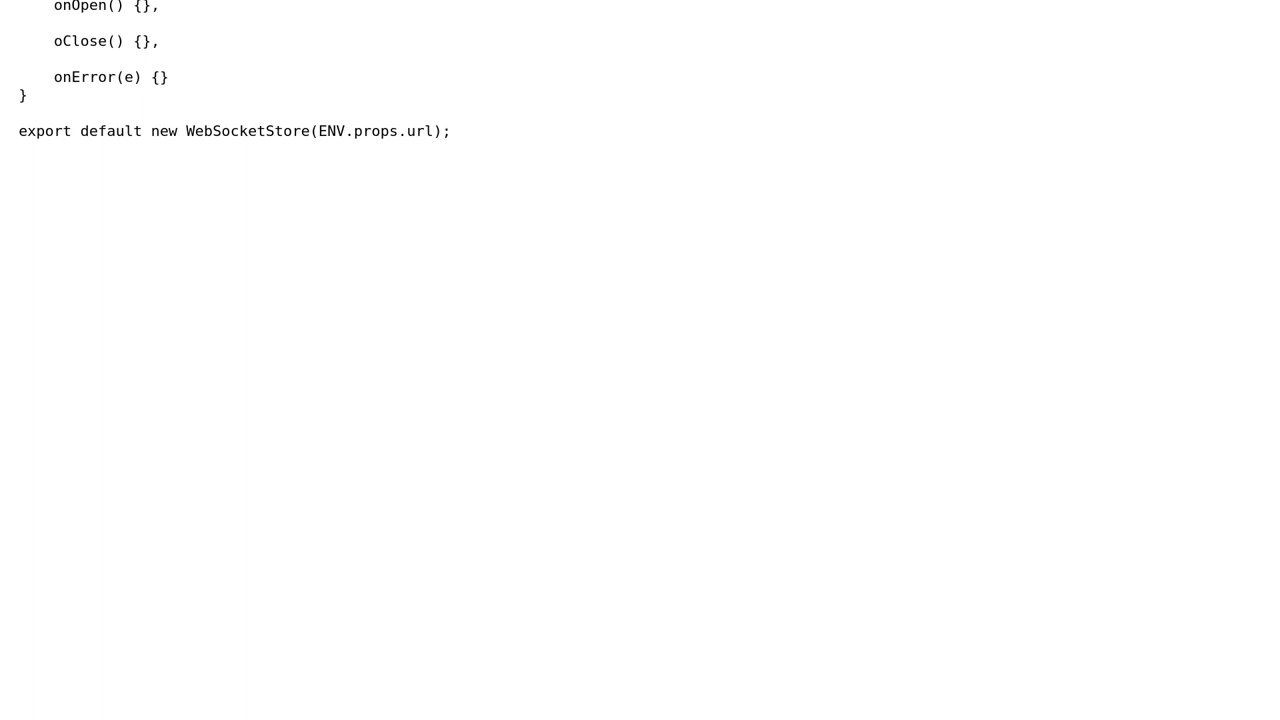 onOpen() {},
oClose() {},
onError(e) {}
}
export default new WebSocketStore(ENV.props.url);